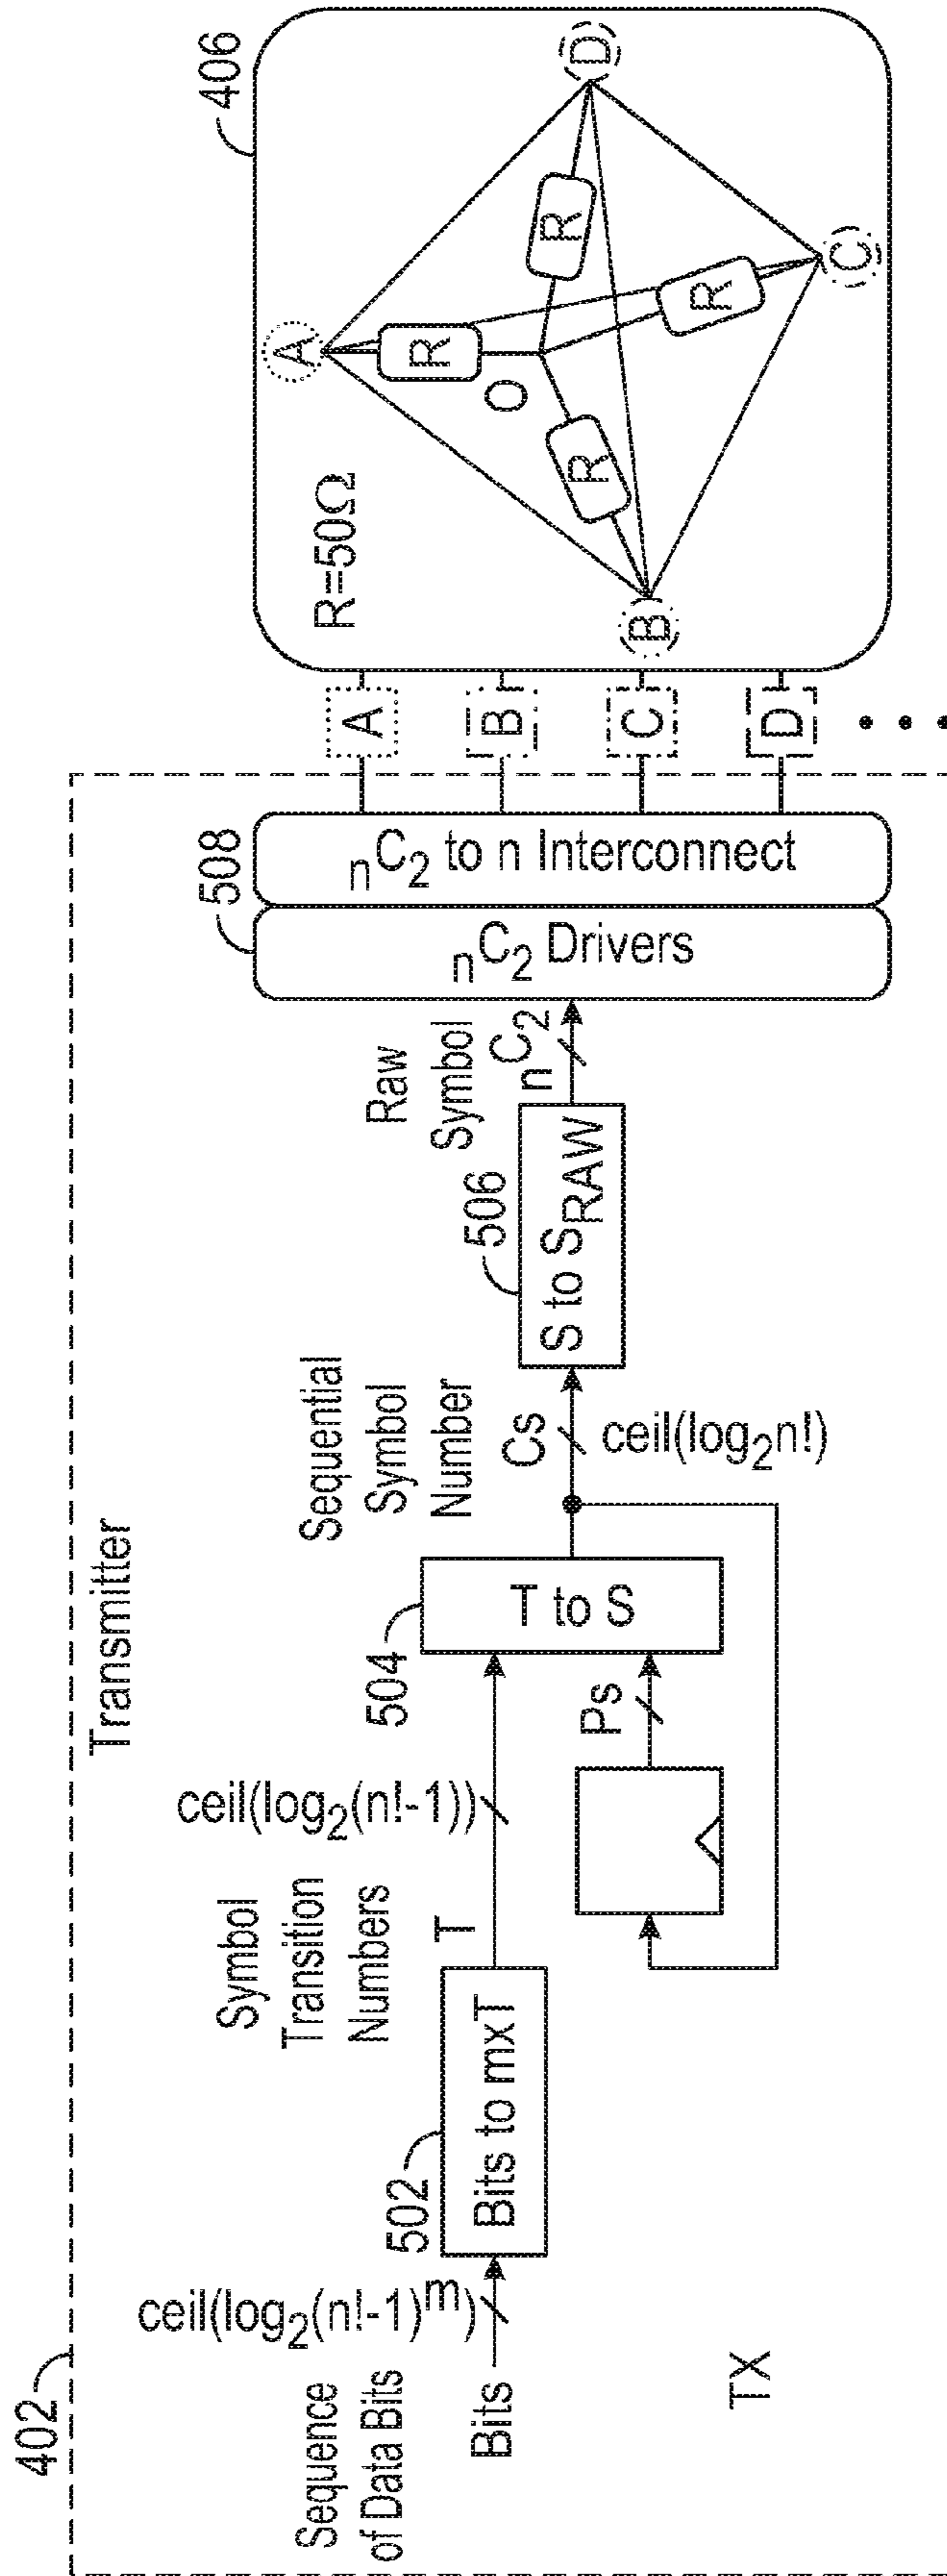 402
Transmitter
Sequence
of Data Bits
Bits
ceil(log₂(n!-1)ᵐ)
502
Bits to mxT
Symbol
Transition
Numbers
T
ceil(log₂(n!-1))
504
T to S
Ps
Sequential
Symbol
Number
Cs
ceil(log₂n!)
506
S to S_RAW
Raw
Symbol
nC₂
508
nC₂ Drivers
nC₂ to n Interconnect
TX
A
B
C
D
406
R=50Ω
A
R
O
R
R
R
B
C
D